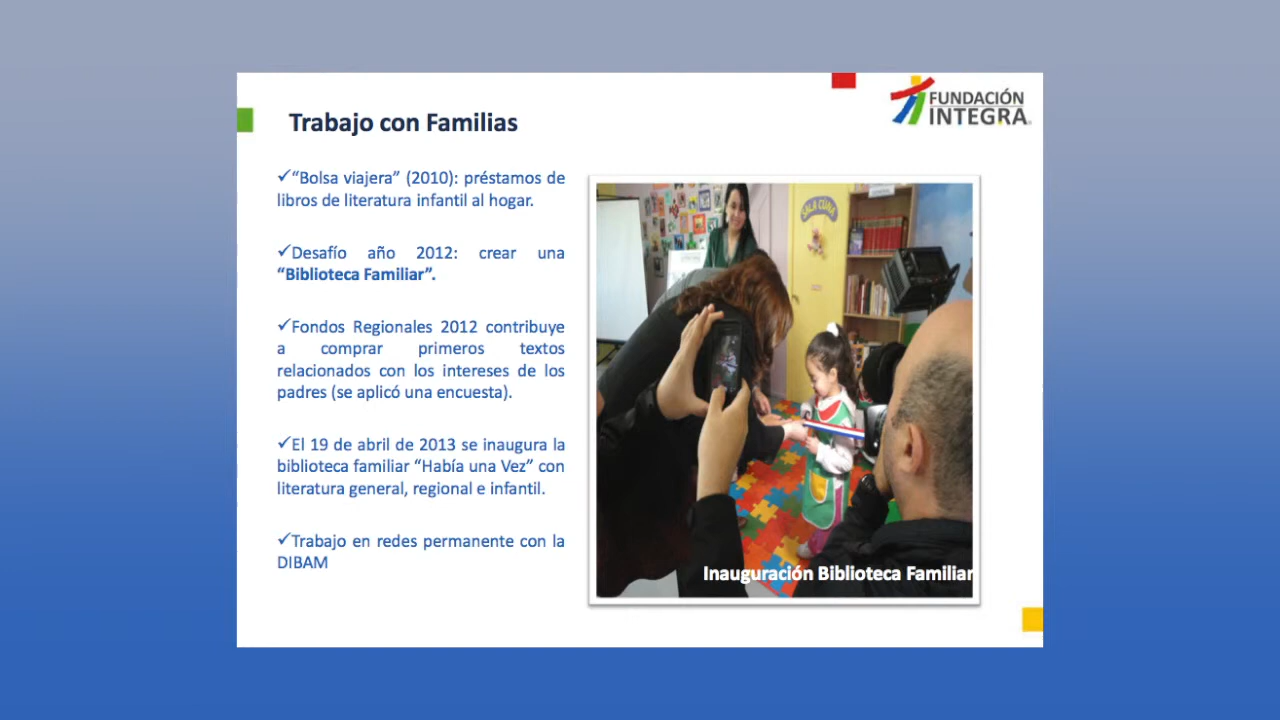 FUNDACIÓN
INTEGRA
Trabajo con Familias
✓“Bolsa viajera” (2010): préstamos de
libros de literatura infantil al hogar.
✓Desafío año 2012: crear una
“Biblioteca Familiar”.
✓Fondos Regionales 2012 contribuye
a comprar primeros textos
relacionados con los intereses de los
padres (se aplicó una encuesta).
✓El 19 de abril de 2013 se inaugura la
biblioteca familiar “Había una Vez” con
literatura general, regional e infantil.
✓Trabajo en redes permanente con la
DIBAM
SALA CUNA
Inauguración Biblioteca Familiar